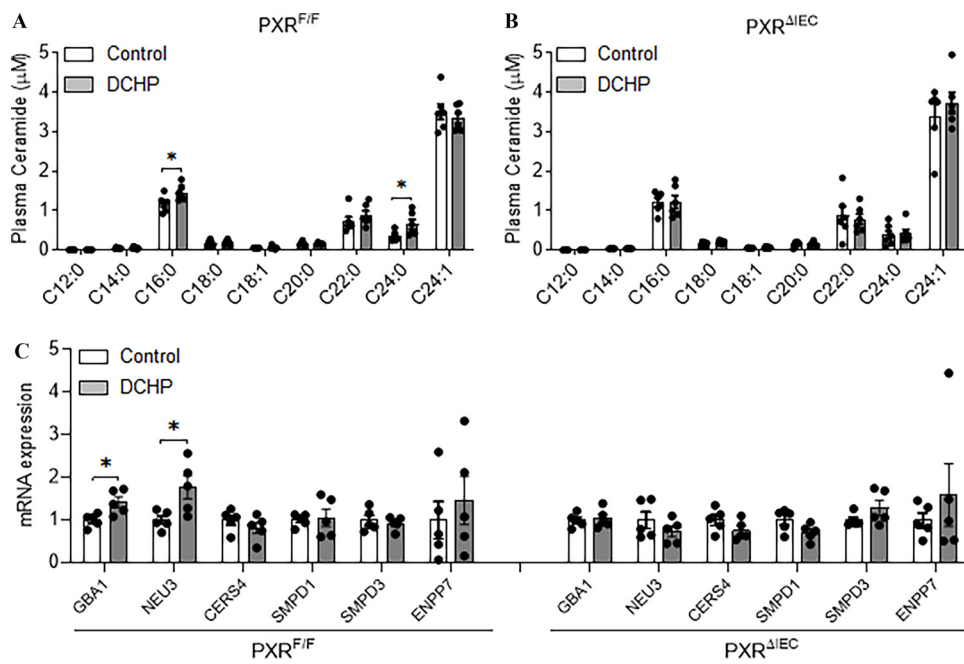 A
PXR^F/F
Control
DCHP
Plasma Ceramide (μM)
5
4
3
2
1
0
*
*
C12:0
C14:0
C16:0
C18:0
C18:1
C20:0
C22:0
C24:0
C24:1
B
PXR^ΔIEC
Control
DCHP
Plasma Ceramide (μM)
5
4
3
2
1
0
C12:0
C14:0
C16:0
C18:0
C18:1
C20:0
C22:0
C24:0
C24:1
C
Control
DCHP
mRNA expression
5
4
3
2
1
0
*
*
GBA1
NEU3
CERS4
SMPD1
SMPD3
ENPP7
GBA1
NEU3
CERS4
SMPD1
SMPD3
ENPP7
PXR^F/F
PXR^ΔIEC